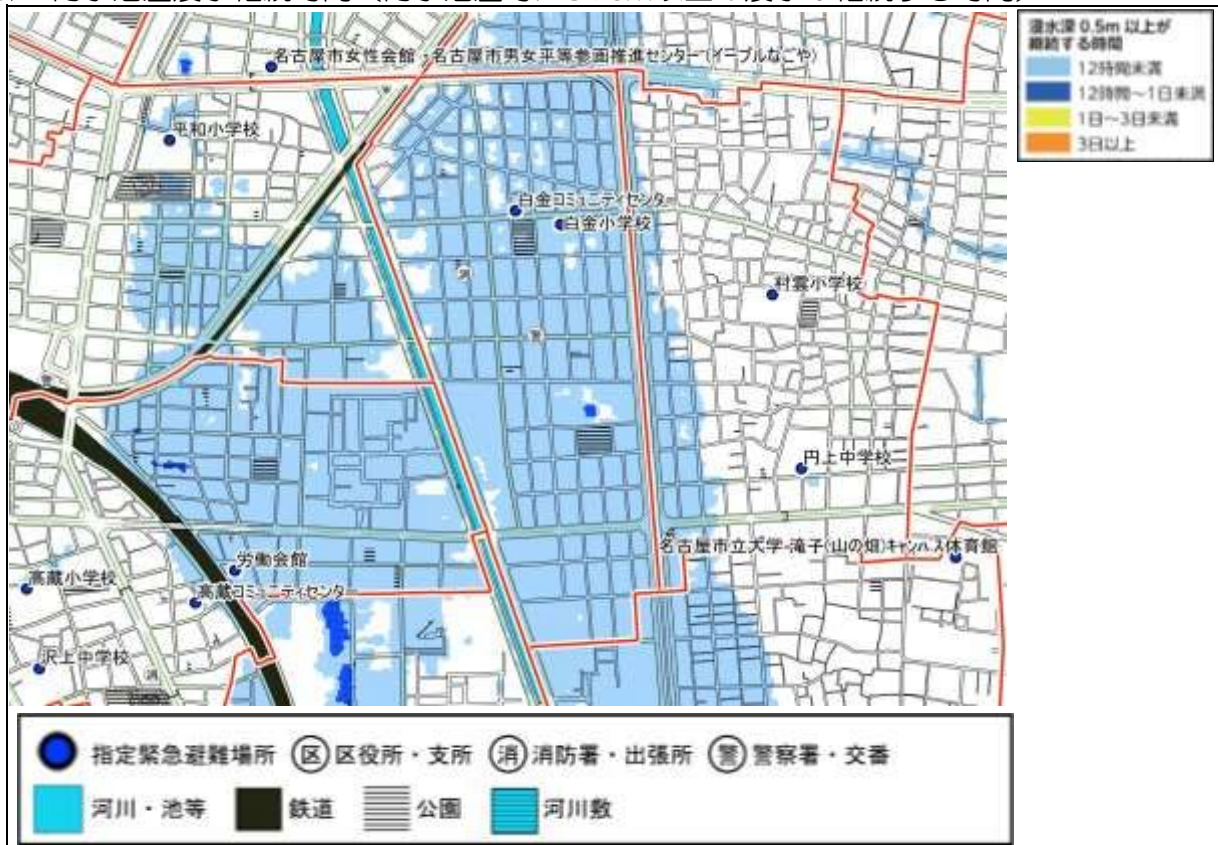 浸水深 0.5m 以上が
継続する時間
12時間未満
12時間～1日未満
1日～3日未満
3日以上
名古屋市女性会館・名古屋市男女平等参画推進センター(イーブルなごや)
平和小学校
白金コミュニティセンタ
白金小学校
消
村雲小学校
警
円上中学校
名古屋市立大学 滝子(山の畑)キャンパス体育館
労働会館
高蔵小学校
高蔵コミュニティセンタ
沢上中学校
消
指定緊急避難場所 区 区役所・支所 消 消防署・出張所 警 警察署・交番
河川・池等 鉄道 公園 河川敷